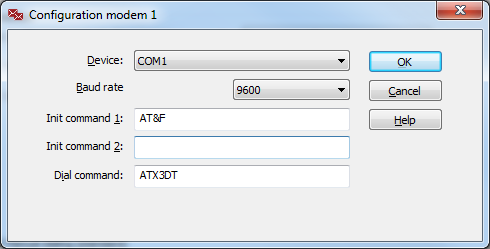 Configuration modem 1
Device: COM1 OK
Baud rate 9600 Cancel
Init command 1: AT&F Help
Init command 2:
Dial command: ATX3DT